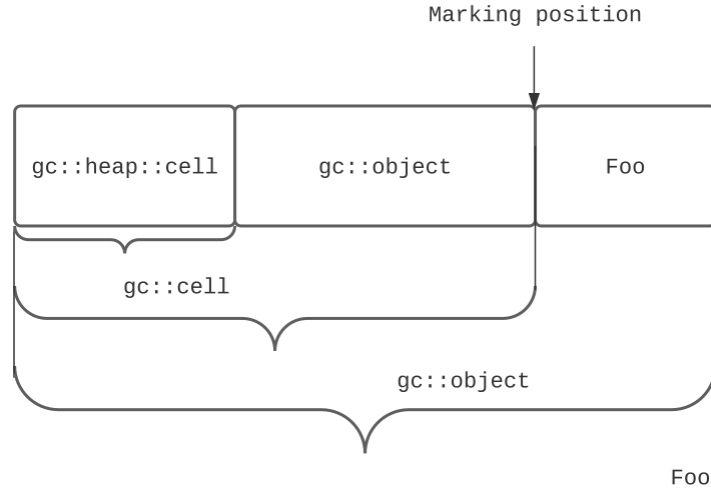 Marking position
gc::heap::cell
gc::object
Foo
gc::cell
gc::object
Foo